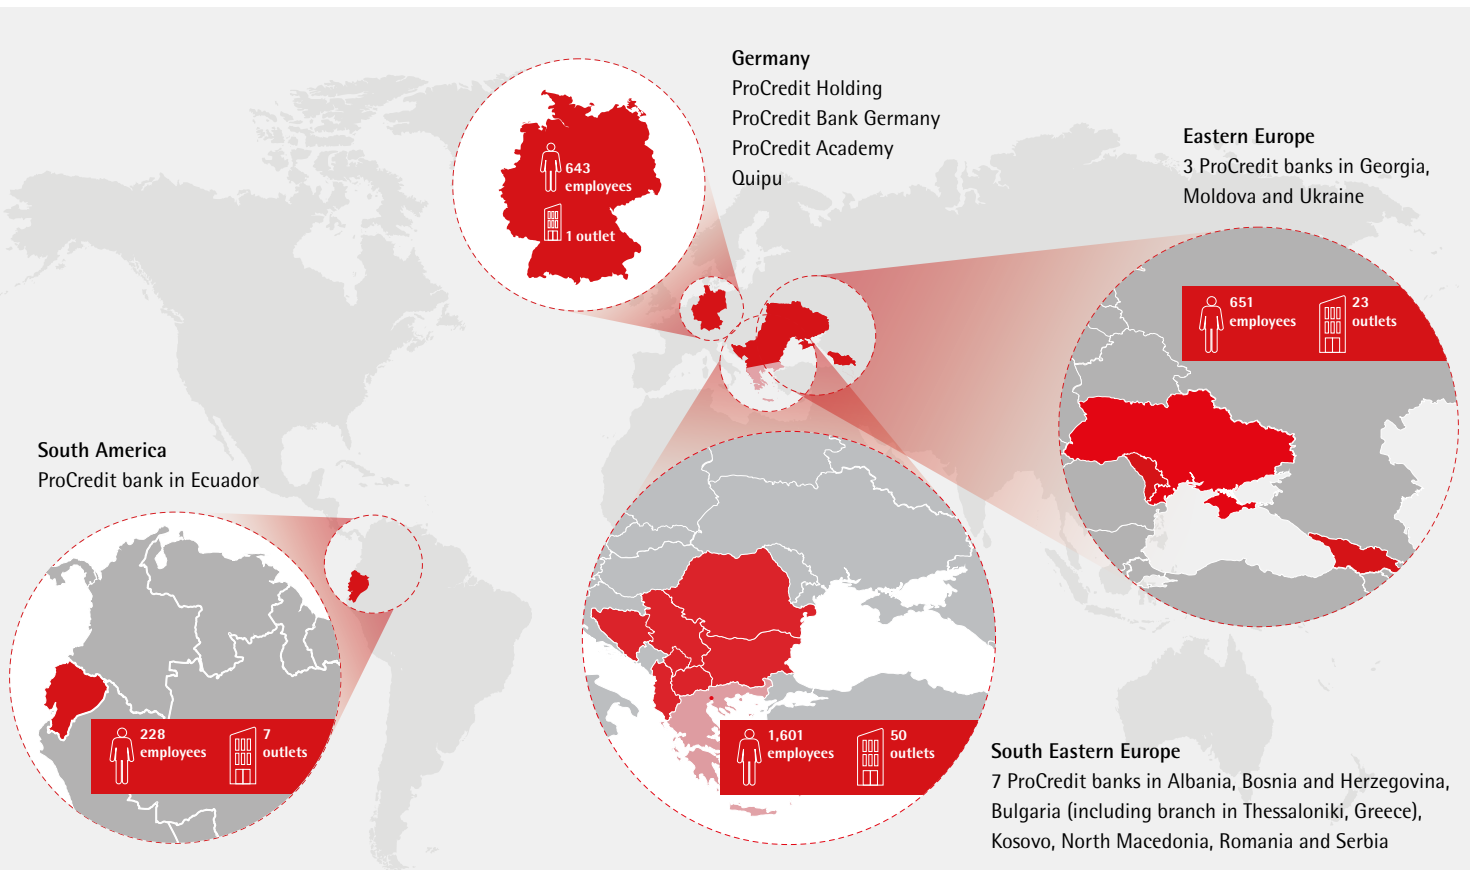 Germany
ProCredit Holding
ProCredit Bank Germany
ProCredit Academy
Quipu
643
employees
1 outlet
Eastern Europe
3 ProCredit banks in Georgia,
Moldova and Ukraine
651
employees
23
outlets
South America
ProCredit bank in Ecuador
228
employees
7
outlets
1,601
employees
50
outlets
South Eastern Europe
7 ProCredit banks in Albania, Bosnia and Herzegovina,
Bulgaria (including branch in Thessaloniki, Greece),
Kosovo, North Macedonia, Romania and Serbia